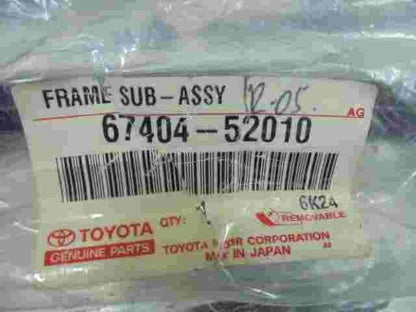 FRAME SUB-ASSY 12-05.
AG
67404-52010
6K24
TOYOTA QTY:
REMOVABLE
GENUINE PARTS TOYOTA MOTOR CORPORATION
MADE IN JAPAN